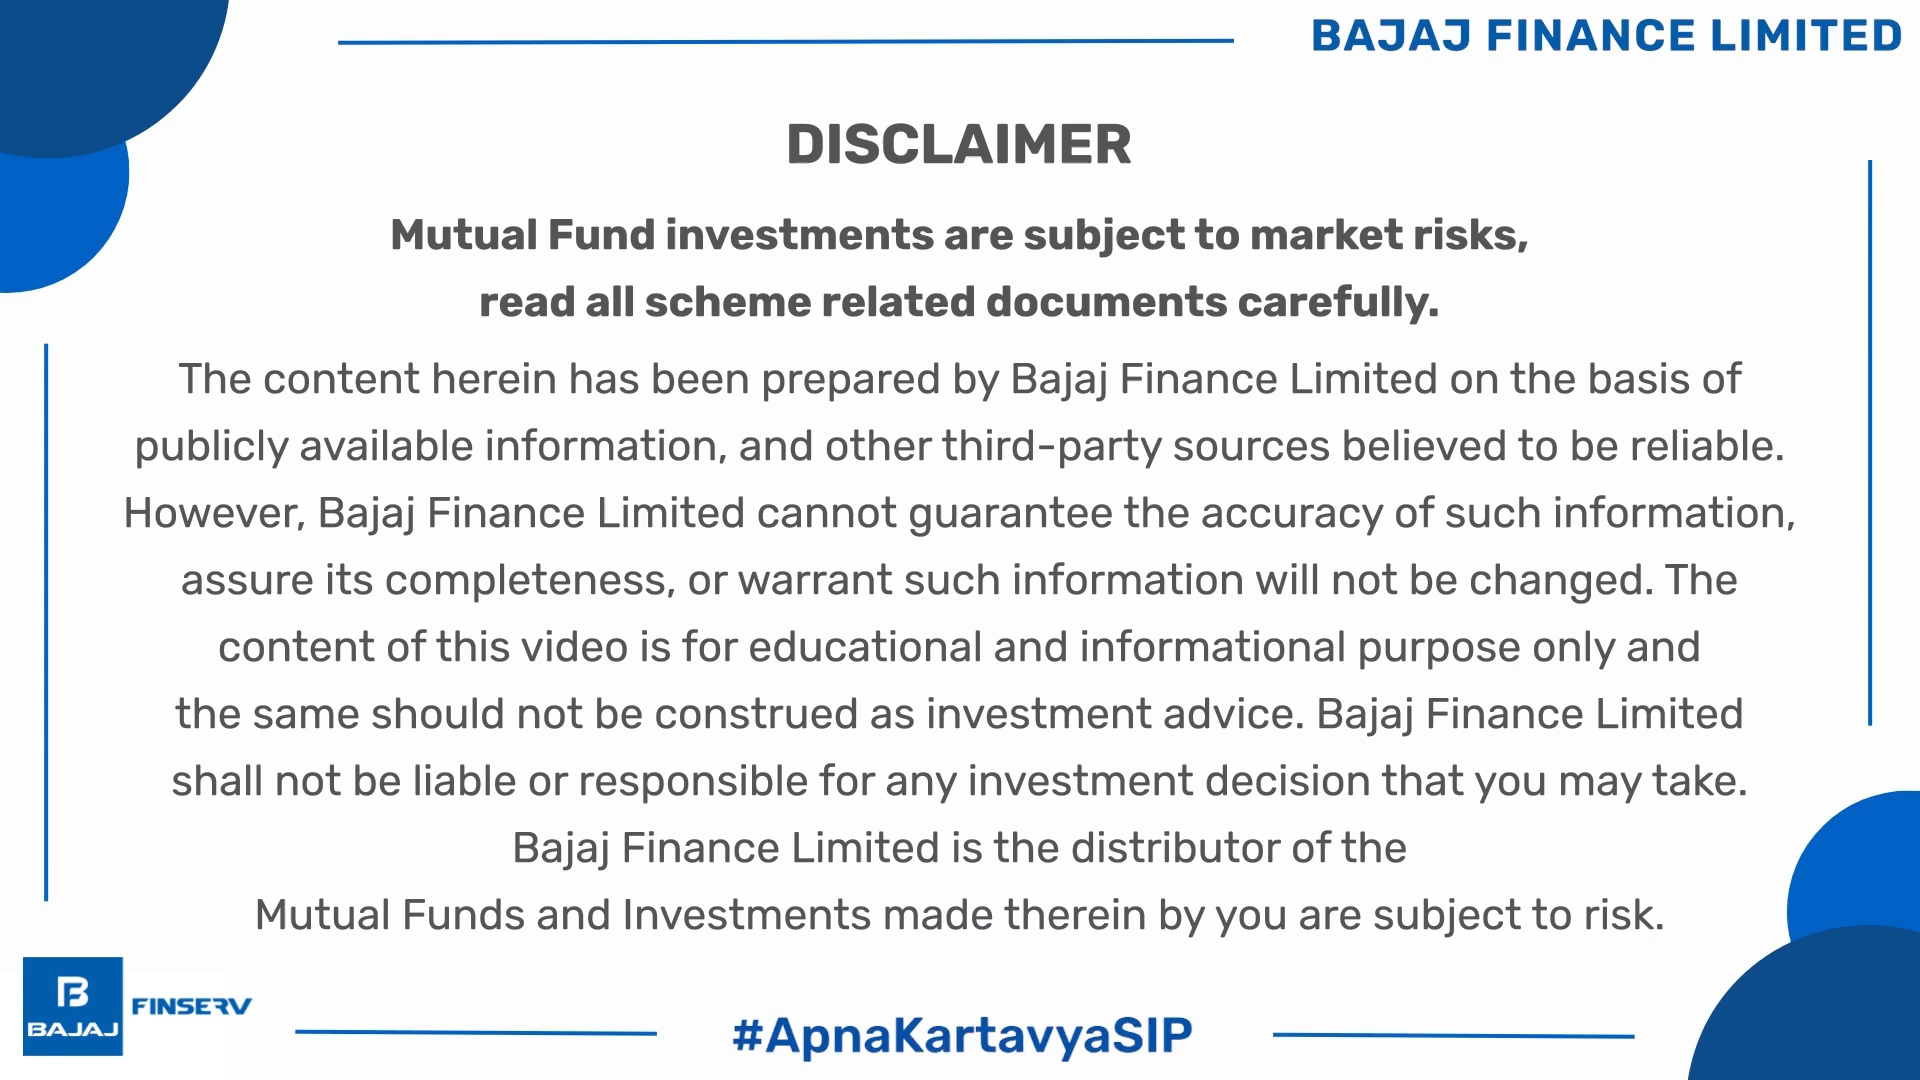 BAJAJ FINANCE LIMITED
DISCLAIMER
Mutual Fund investments are subject to market risks,
read all scheme related documents carefully.
The content herein has been prepared by Bajaj Finance Limited on the basis of
publicly available information, and other third-party sources believed to be reliable.
However, Bajaj Finance Limited cannot guarantee the accuracy of such information,
assure its completeness, or warrant such information will not be changed. The
content of this video is for educational and informational purpose only and
the same should not be construed as investment advice. Bajaj Finance Limited
shall not be liable or responsible for any investment decision that you may take.
Bajaj Finance Limited is the distributor of the
Mutual Funds and Investments made therein by you are subject to risk.
B
BAJAJ
FINSERV
#ApnaKartavyaSIP